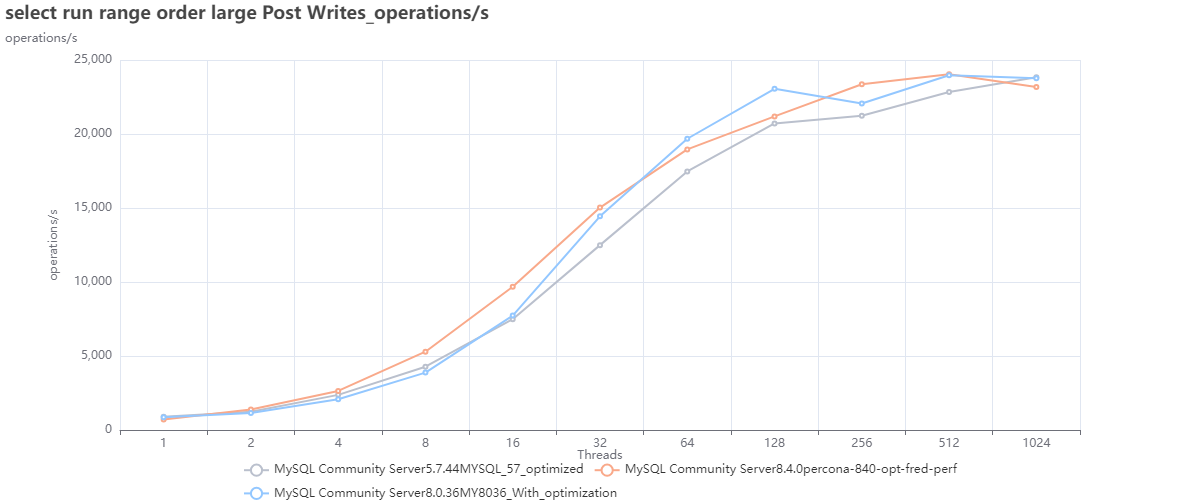 select run range order large Post Writes_operations/s
operations/s
25,000
20,000
15,000
10,000
5,000
0
operations/s
1 2 4 8 16 32 64 128 256 512 1024
Threads
MySQL Community Server5.7.44MYSQL_57_optimized MySQL Community Server8.4.0percona-840-opt-fred-perf
MySQL Community Server8.0.36MY8036_With_optimization